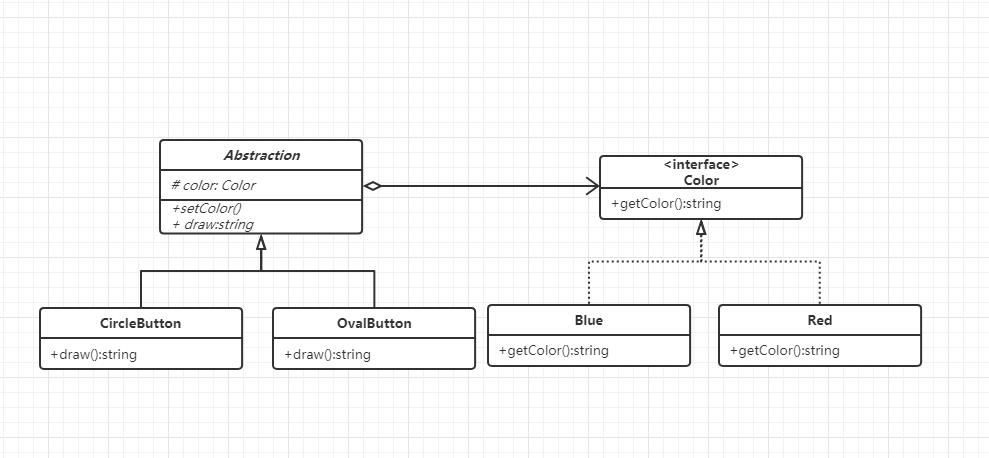 Abstraction
# color: Color
+setColor()
+ draw:string
<interface>
Color
+getColor():string
CircleButton
+draw():string
OvalButton
+draw():string
Blue
+getColor():string
Red
+getColor():string